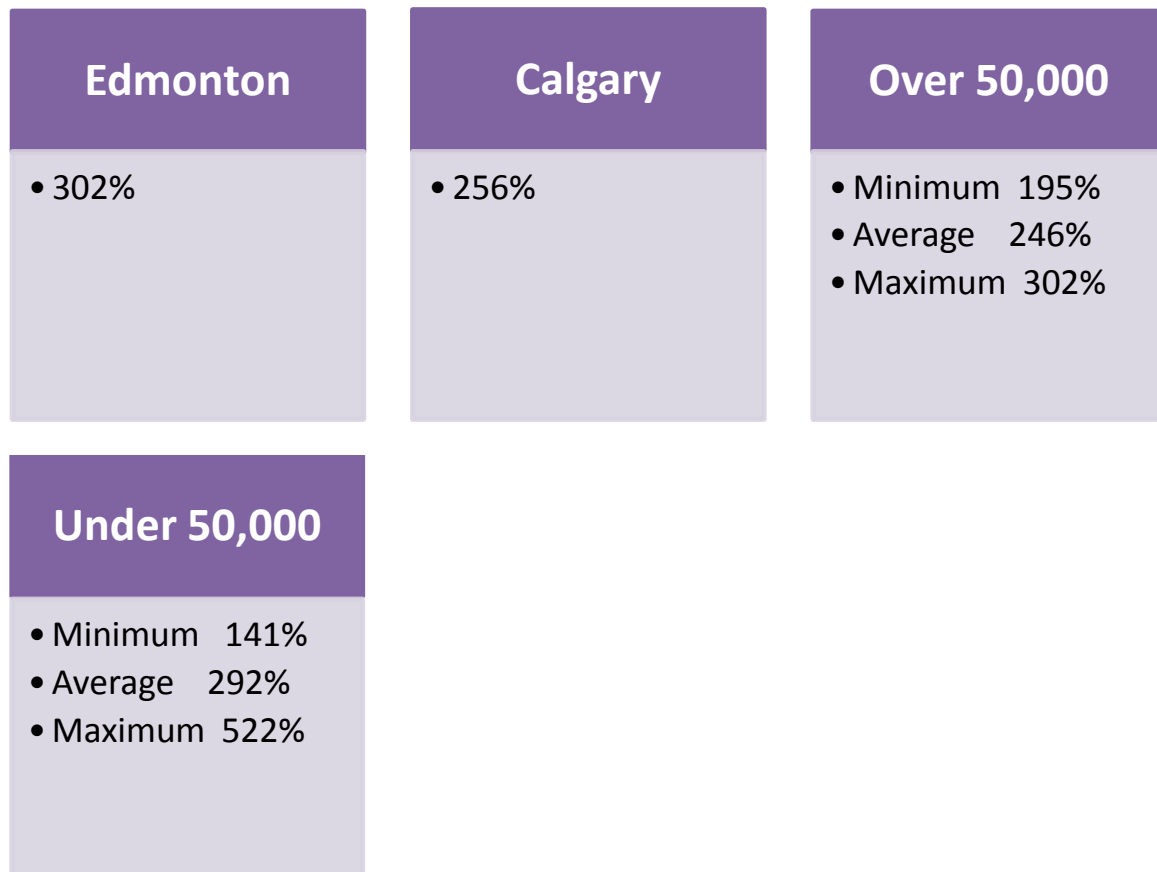 Edmonton
• 302%
Calgary
• 256%
Over 50,000
• Minimum 195%
• Average 246%
• Maximum 302%
Under 50,000
• Minimum 141%
• Average 292%
• Maximum 522%